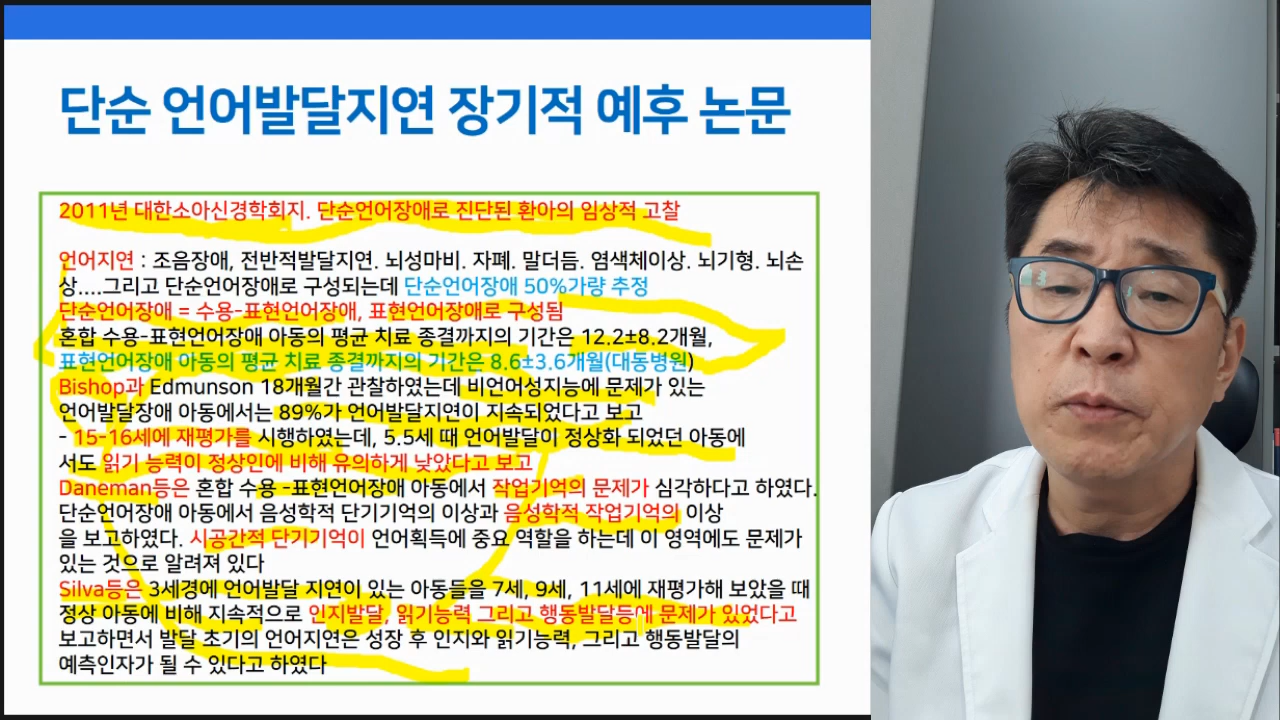 단순 언어발달지연 장기적 예후 논문
2011년 대한소아신경학회지. 단순언어장애로 진단된 환아의 임상적 고찰
언어지연 : 조음장애, 전반적발달지연. 뇌성마비. 자폐. 말더듬. 염색체이상. 뇌기형. 뇌손
상....그리고 단순언어장애로 구성되는데 단순언어장애 50%가량 추정
단순언어장애 = 수용-표현언어장애, 표현언어장애로 구성됨
혼합 수용-표현언어장애 아동의 평균 치료 종결까지의 기간은 12.2±8.2개월,
표현언어장애 아동의 평균 치료 종결까지의 기간은 8.6±3.6개월(대동병원)
Bishop과 Edmunson 18개월간 관찰하였는데 비언어성지능에 문제가 있는
언어발달장애 아동에서는 89%가 언어발달지연이 지속되었다고 보고
- 15-16세에 재평가를 시행하였는데, 5.5세 때 언어발달이 정상화 되었던 아동에
서도 읽기 능력이 정상인에 비해 유의하게 낮았다고 보고
Daneman등은 혼합 수용 -표현언어장애 아동에서 작업기억의 문제가 심각하다고 하였다.
단순언어장애 아동에서 음성학적 단기기억의 이상과 음성학적 작업기억의 이상
을 보고하였다. 시공간적 단기기억이 언어획득에 중요 역할을 하는데 이 영역에도 문제가
있는 것으로 알려져 있다
Silva등은 3세경에 언어발달 지연이 있는 아동들을 7세, 9세, 11세에 재평가해 보았을 때
정상 아동에 비해 지속적으로 인지발달, 읽기능력 그리고 행동발달등에 문제가 있었다고
보고하면서 발달 초기의 언어지연은 성장 후 인지와 읽기능력, 그리고 행동발달의
예측인자가 될 수 있다고 하였다